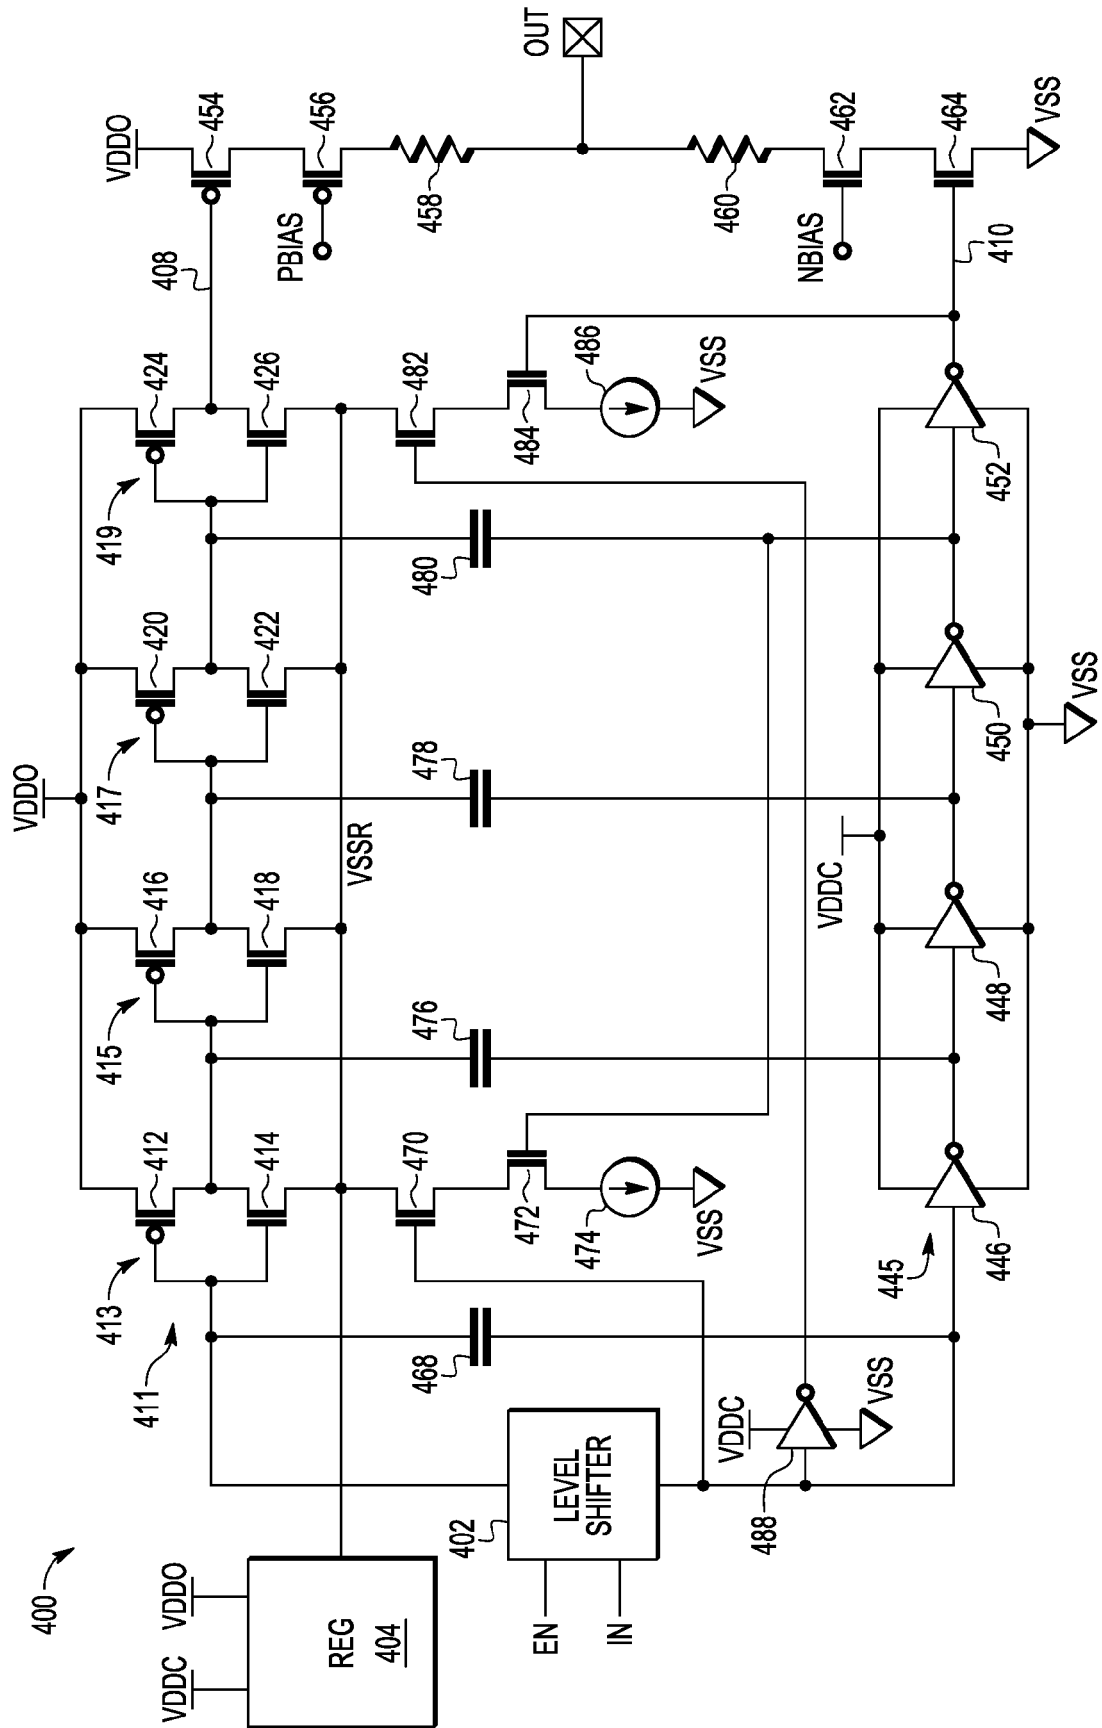 400
VDDC
VDDO
REG
404
VDDO
411
413
412
414
415
416
418
417
420
422
419
424
426
408
VDDO
454
PBIAS
456
458
OUT
460
462
NBIAS
464
VSS
410
VSSR
EN
IN
402
LEVEL
SHIFTER
468
470
472
474
VSS
476
478
480
482
484
486
VSS
488
VDDC
VSS
445
446
448
VDDC
450
VSS
452